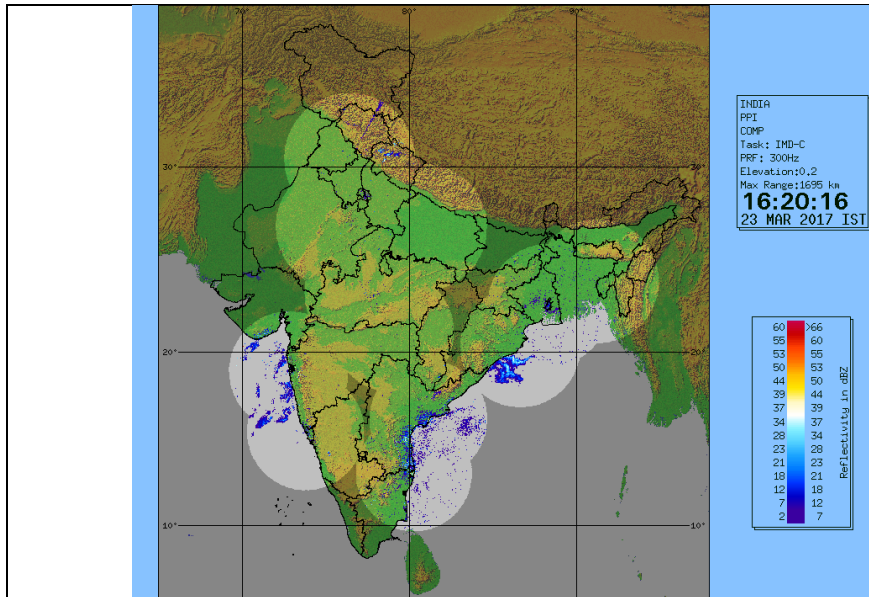 70° 80° 90°
30° 30°
20° 20°
10° 10°
70° 80° 90°
INDIA
PPI
COMP
Task: IMD-C
PRF: 300Hz
Elevation:0.2
Max Range:1695 km
16:20:16
23 MAR 2017 IST
60 >66
55 60
53 55
50 53
44 50
39 44
37 39
34 37
28 34
23 28
21 23
18 21
12 18
7 12
2 7
Reflectivity in dBZ